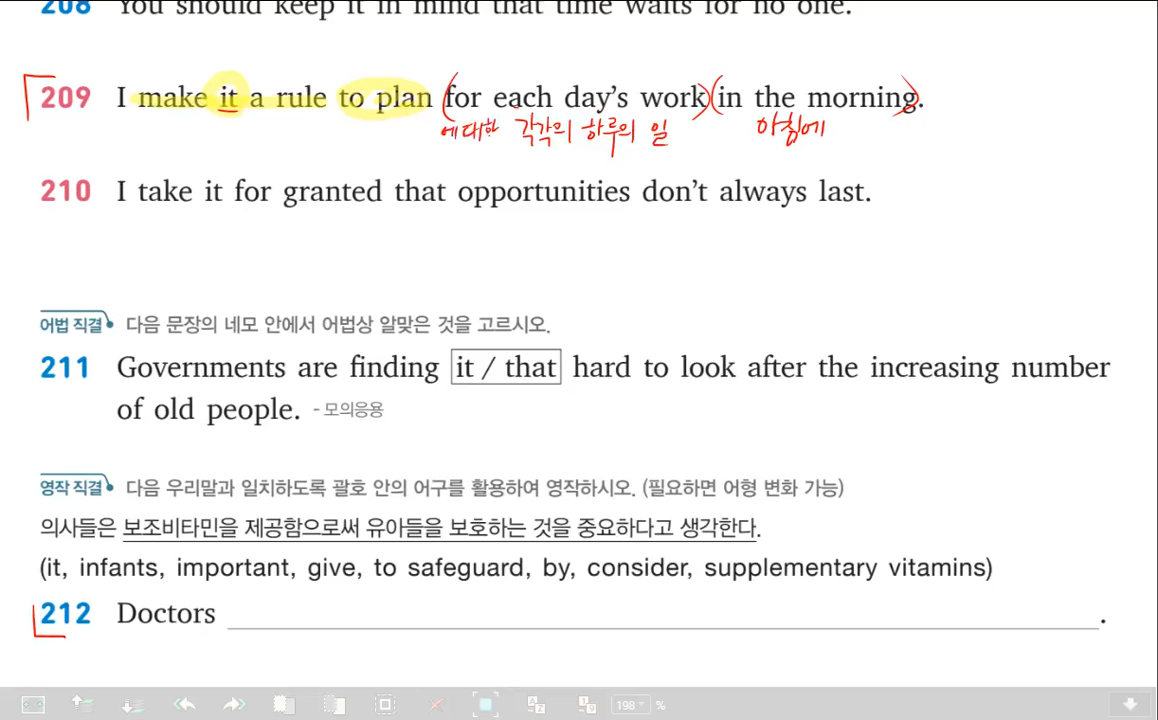 208 You should keep it in mind that time waits for no one.
209 I make it a rule to plan (for each day's work)(in the morning).
에대한 각각의 하루의 일 아침에
210 I take it for granted that opportunities don't always last.
어법 직결 다음 문장의 네모 안에서 어법상 알맞은 것을 고르시오.
211 Governments are finding it / that hard to look after the increasing number
of old people. - 모의응용
영작 직결 다음 우리말과 일치하도록 괄호 안의 어구를 활용하여 영작하시오. (필요하면 어형 변화 가능)
의사들은 보조비타민을 제공함으로써 유아들을 보호하는 것을 중요하다고 생각한다.
(it, infants, important, give, to safeguard, by, consider, supplementary vitamins)
212 Doctors .
198 %